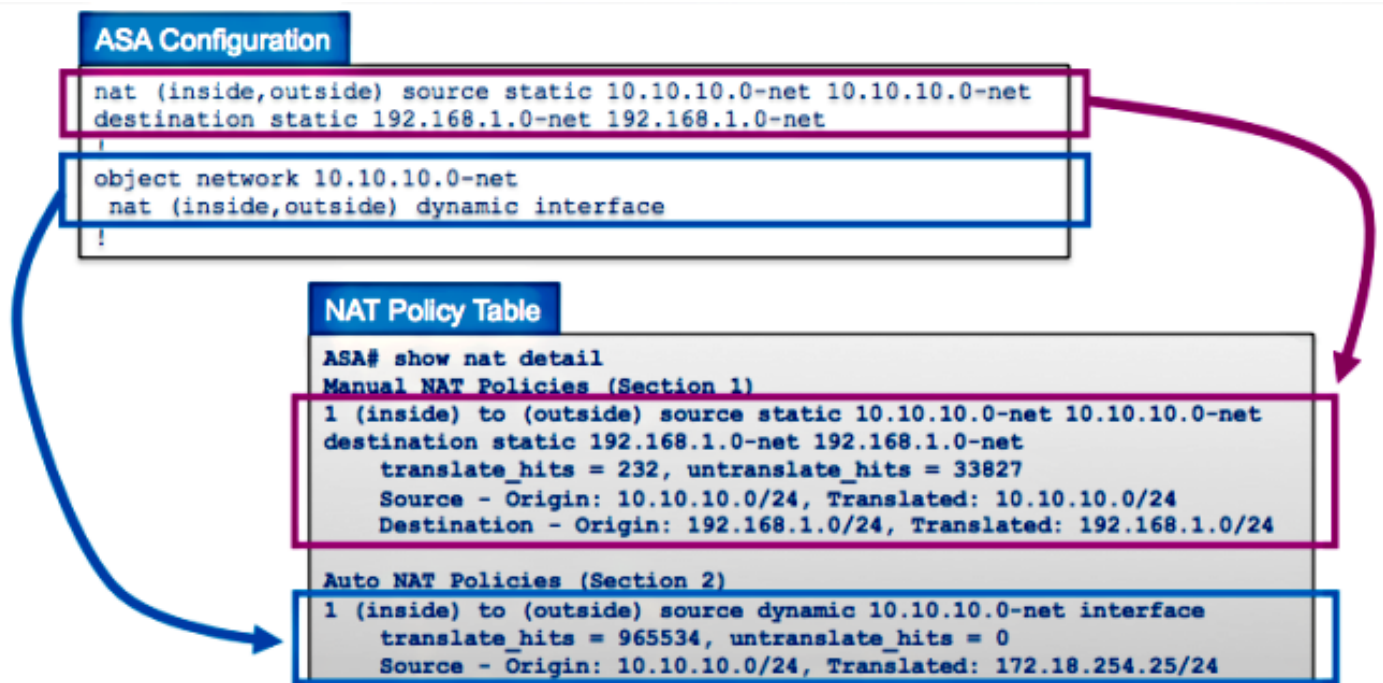 ASA Configuration
nat (inside,outside) source static 10.10.10.0-net 10.10.10.0-net
destination static 192.168.1.0-net 192.168.1.0-net
!
object network 10.10.10.0-net
 nat (inside,outside) dynamic interface
!
NAT Policy Table
ASA# show nat detail
Manual NAT Policies (Section 1)
1 (inside) to (outside) source static 10.10.10.0-net 10.10.10.0-net
destination static 192.168.1.0-net 192.168.1.0-net
    translate_hits = 232, untranslate_hits = 33827
    Source - Origin: 10.10.10.0/24, Translated: 10.10.10.0/24
    Destination - Origin: 192.168.1.0/24, Translated: 192.168.1.0/24
Auto NAT Policies (Section 2)
1 (inside) to (outside) source dynamic 10.10.10.0-net interface
    translate_hits = 965534, untranslate_hits = 0
    Source - Origin: 10.10.10.0/24, Translated: 172.18.254.25/24